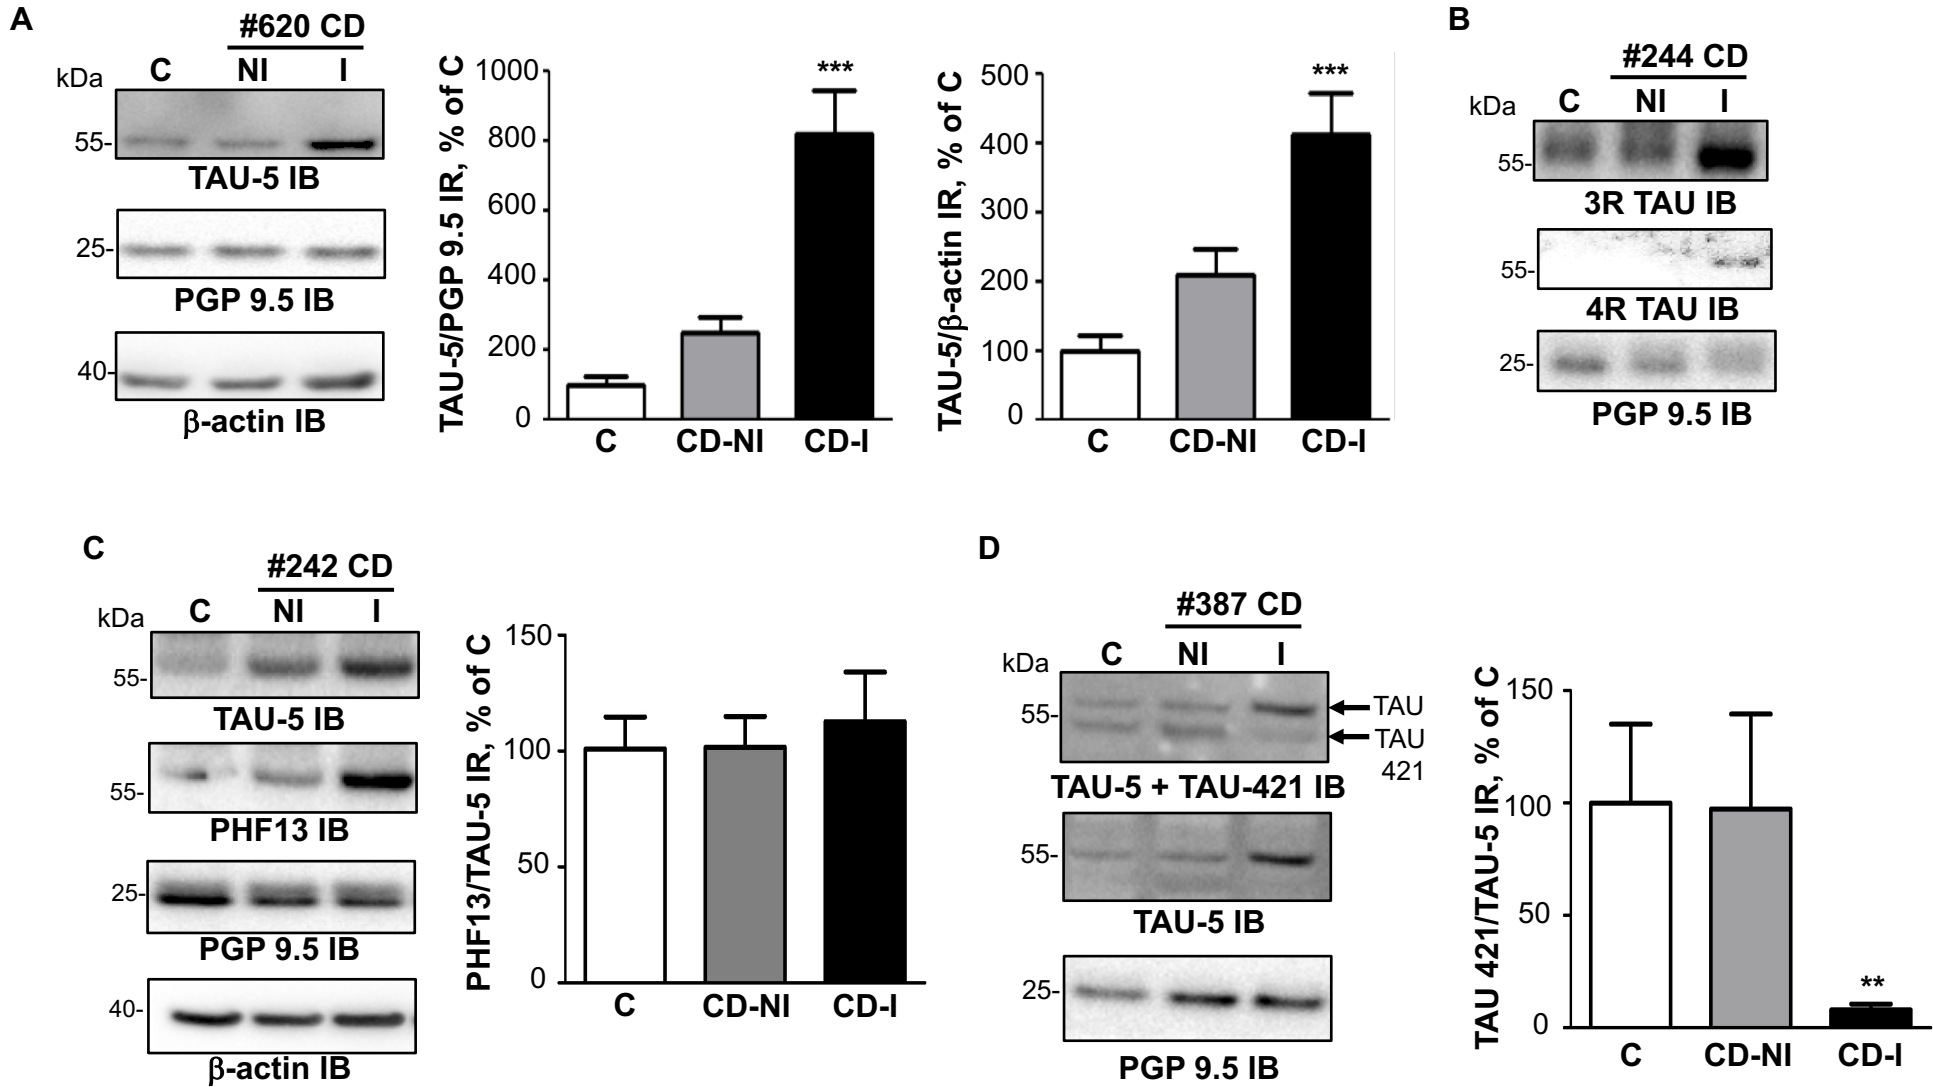 A
#620 CD
kDa C NI I
55-
TAU-5 IB
25-
PGP 9.5 IB
40-
β-actin IB
TAU-5/PGP 9.5 IR, % of C
1000
800
600
400
200
0
***
C CD-NI CD-I
TAU-5/β-actin IR, % of C
500
400
300
200
100
0
***
C CD-NI CD-I
B
#244 CD
kDa C NI I
55-
3R TAU IB
55-
4R TAU IB
25-
PGP 9.5 IB
C
#242 CD
kDa C NI I
55-
TAU-5 IB
55-
PHF13 IB
25-
PGP 9.5 IB
40-
β-actin IB
PHF13/TAU-5 IR, % of C
150
100
50
0
C CD-NI CD-I
D
#387 CD
kDa C NI I
55-
TAU
TAU
421
TAU-5 + TAU-421 IB
55-
TAU-5 IB
25-
PGP 9.5 IB
TAU 421/TAU-5 IR, % of C
150
100
50
0
**
C CD-NI CD-I